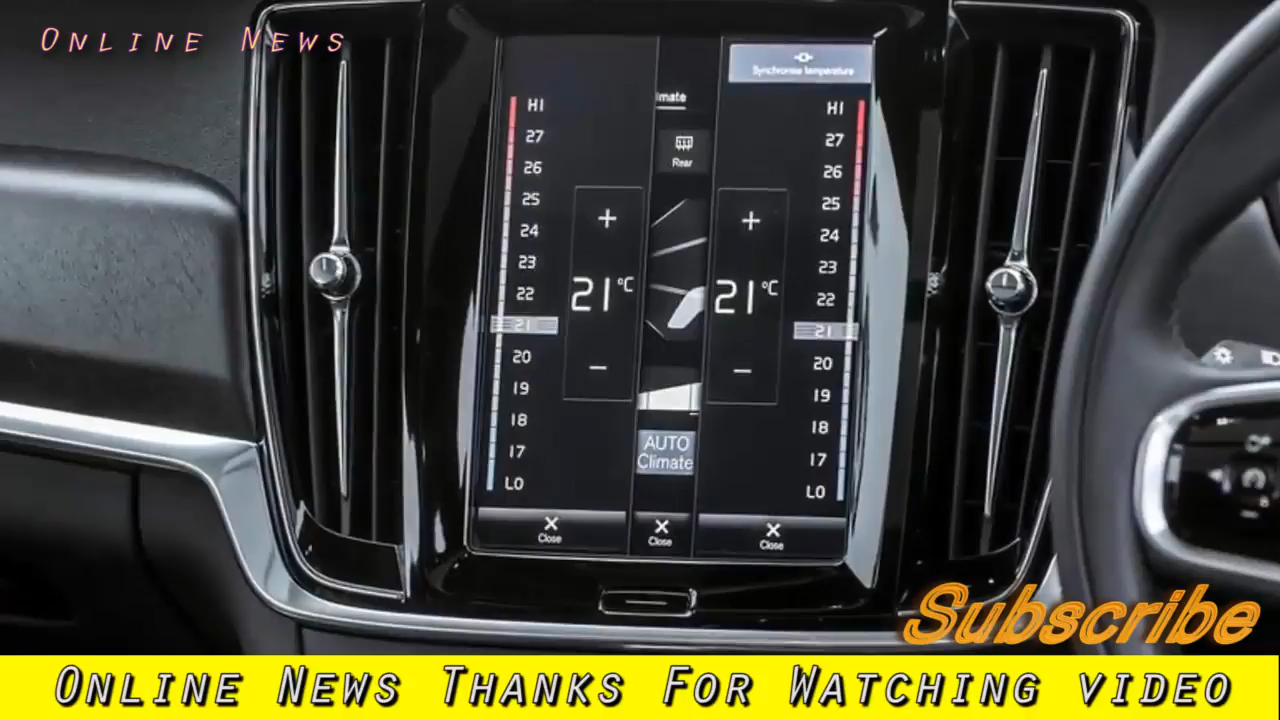 Online News
Synchronise temperature
HI
27
26
25
24
23
22
21
20
19
18
17
LO
+
21°C
−
imate
Rear
AUTO
Climate
+
21°C
−
HI
27
26
25
24
23
22
21
20
19
18
17
LO
Close
Close
Close
Subscribe
Online News Thanks For Watching video